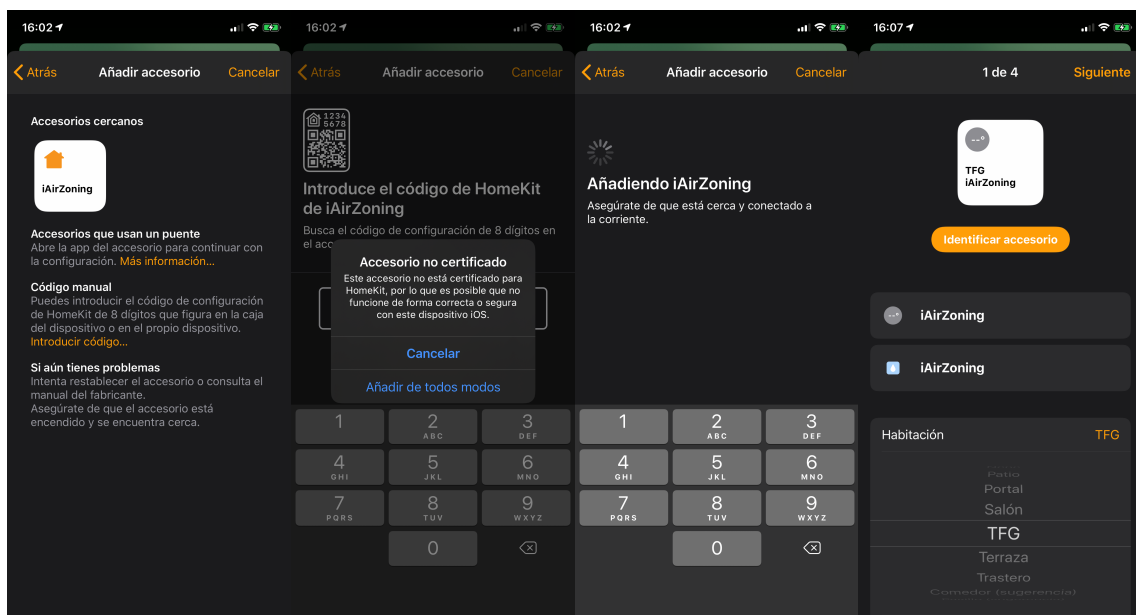 16:02
Atrás
Añadir accesorio
Cancelar
Accesorios cercanos
iAirZoning
Accesorios que usan un puente
Abre la app del accesorio para continuar con
la configuración. Más información...
Código manual
Puedes introducir el código de configuración
de HomeKit de 8 dígitos que figura en la caja
del dispositivo o en el propio dispositivo.
Introducir código...
Si aún tienes problemas
Intenta restablecer el accesorio o consulta el
manual del fabricante.
Asegúrate de que el accesorio está
encendido y se encuentra cerca.
16:02
Atrás
Añadir accesorio
Cancelar
1234
5678
Introduce el código de HomeKit
de iAirZoning
Busca el código de configuración de 8 dígitos en
el acc
Accesorio no certificado
Este accesorio no está certificado para
HomeKit, por lo que es posible que no
funcione de forma correcta o segura
con este dispositivo iOS.
Cancelar
Añadir de todos modos
1
2
ABC
3
DEF
4
GHI
5
JKL
6
MNO
7
PQRS
8
TUV
9
WXYZ
0
16:02
Atrás
Añadir accesorio
Cancelar
Añadiendo iAirZoning
Asegúrate de que está cerca y conectado a
la corriente.
1
2
ABC
3
DEF
4
GHI
5
JKL
6
MNO
7
PQRS
8
TUV
9
WXYZ
0
16:07
1 de 4
Siguiente
--°
TFG
iAirZoning
Identificar accesorio
--°
iAirZoning
iAirZoning
Habitación
TFG
Patio
Portal
Salón
TFG
Terraza
Trastero
Comedor (sugerencia)